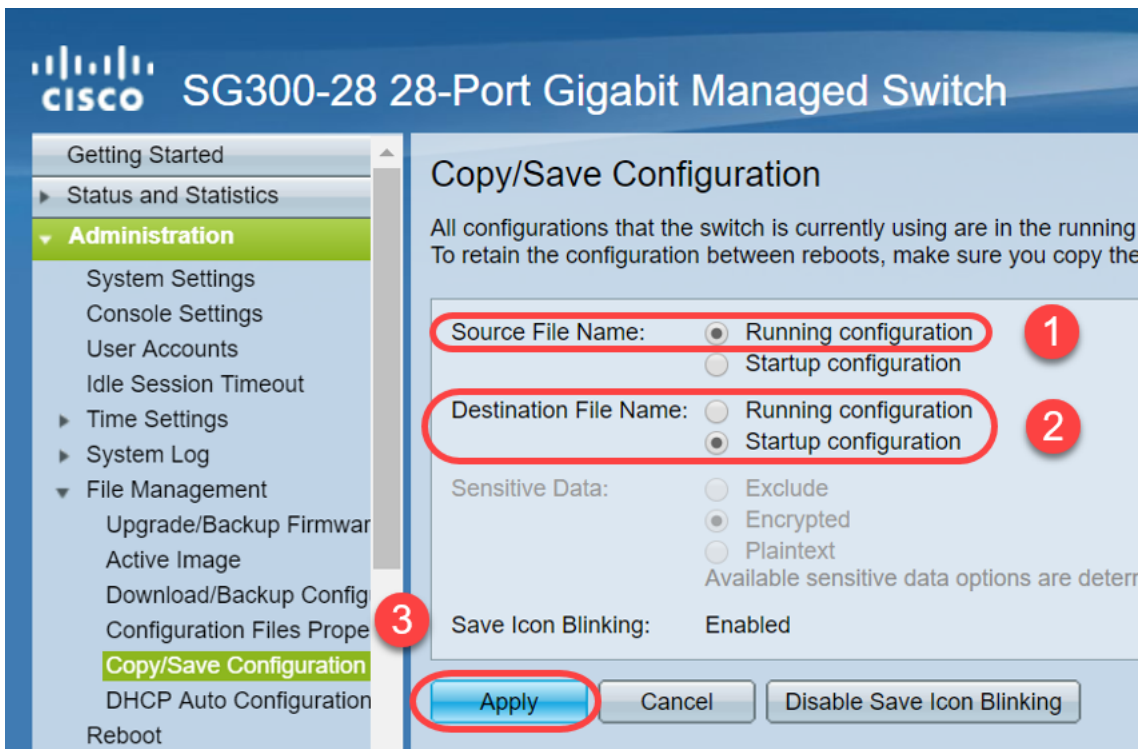 CISCO SG300-28 28-Port Gigabit Managed Switch
Getting Started
Status and Statistics
Administration
System Settings
Console Settings
User Accounts
Idle Session Timeout
Time Settings
System Log
File Management
Upgrade/Backup Firmwar
Active Image
Download/Backup Config
Configuration Files Prope
Copy/Save Configuration
DHCP Auto Configuration
Reboot
Copy/Save Configuration
All configurations that the switch is currently using are in the running
To retain the configuration between reboots, make sure you copy the
Source File Name: Running configuration 1
Startup configuration
Destination File Name: Running configuration 2
Startup configuration
Sensitive Data: Exclude
Encrypted
Plaintext
Available sensitive data options are deterr
3 Save Icon Blinking: Enabled
Apply Cancel Disable Save Icon Blinking